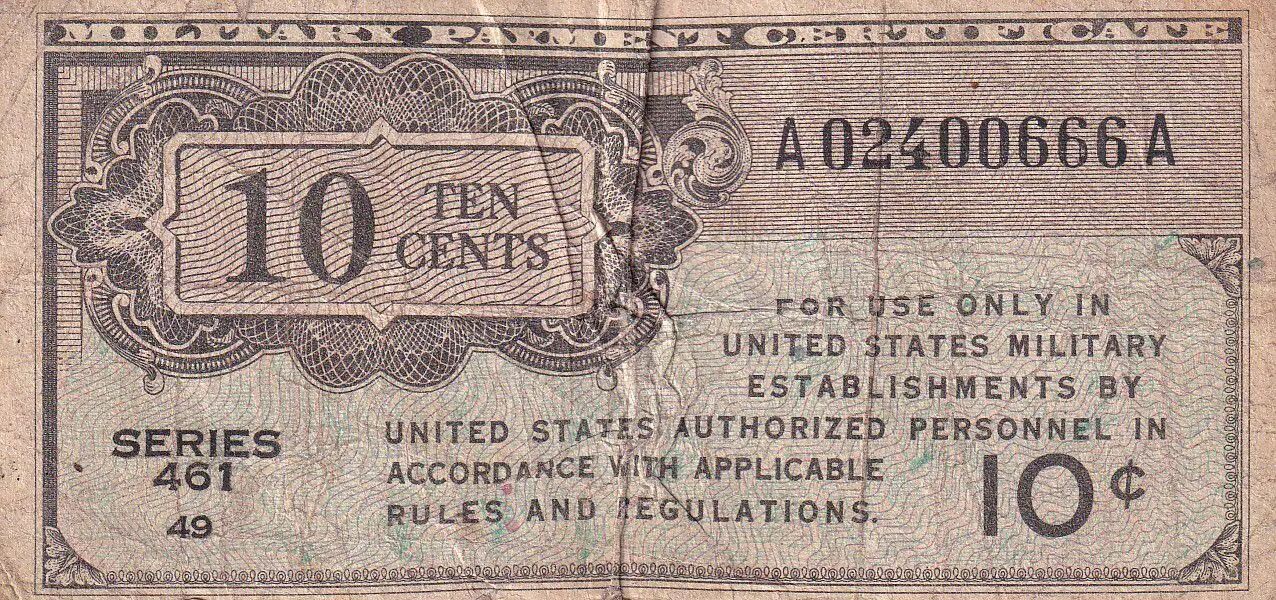 MILITARY PAYMENT CERTIFICATE
A02400666A
10 TEN
CENTS
FOR USE ONLY IN
UNITED STATES MILITARY
ESTABLISHMENTS BY
UNITED STATES AUTHORIZED PERSONNEL IN
ACCORDANCE WITH APPLICABLE
RULES AND REGULATIONS.
SERIES
461
49
10¢